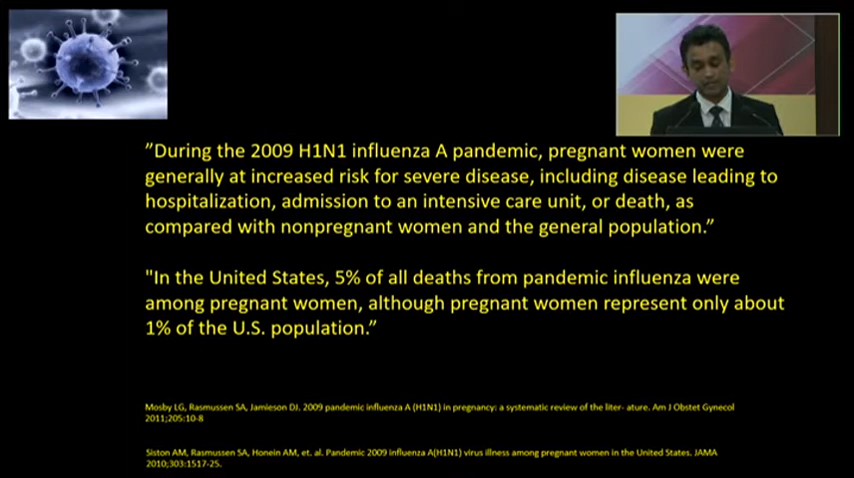 ”During the 2009 H1N1 influenza A pandemic, pregnant women were
generally at increased risk for severe disease, including disease leading to
hospitalization, admission to an intensive care unit, or death, as
compared with nonpregnant women and the general population.”
"In the United States, 5% of all deaths from pandemic influenza were
among pregnant women, although pregnant women represent only about
1% of the U.S. population.”
Mosby LG, Rasmussen SA, Jamieson DJ. 2009 pandemic influenza A (H1N1) in pregnancy: a systematic review of the liter- ature. Am J Obstet Gynecol
2011;205:10-8
Siston AM, Rasmussen SA, Honein AM, et. al. Pandemic 2009 influenza A(H1N1) virus illness among pregnant women in the United States. JAMA
2010;303:1517-25.